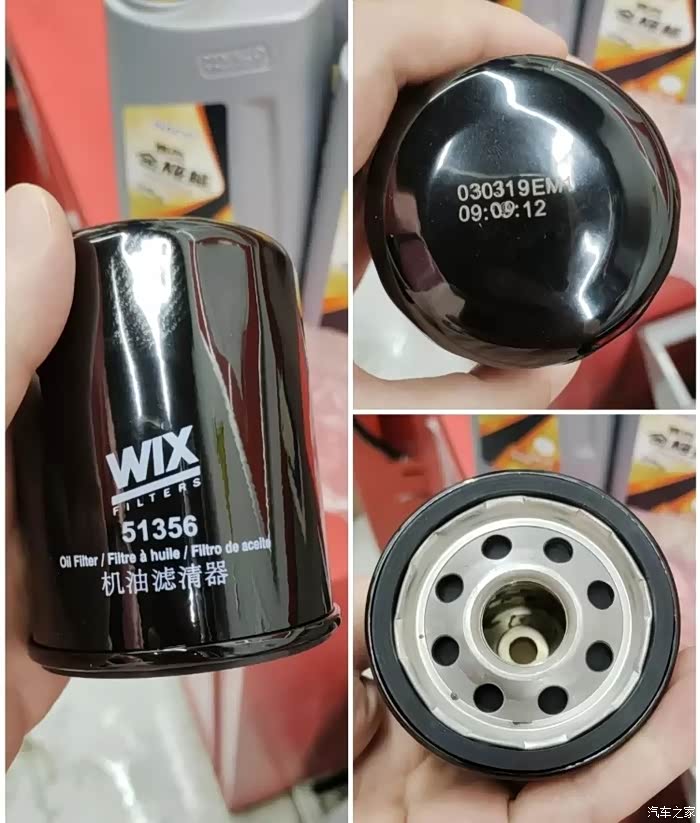 WIX
FILTERS
51356
Oil Filter / Filtre à huile / Filtro de aceite
机油滤清器
030319EM1
09:09:12
汽车之家